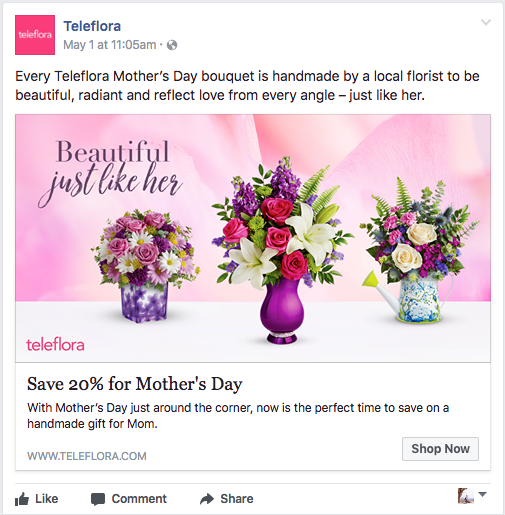 teleflora
Teleflora
May 1 at 11:05am ·
Every Teleflora Mother’s Day bouquet is handmade by a local florist to be
beautiful, radiant and reflect love from every angle – just like her.
Beautiful
just like her
teleflora
Save 20% for Mother's Day
With Mother’s Day just around the corner, now is the perfect time to save on a
handmade gift for Mom.
WWW.TELEFLORA.COM
Shop Now
Like Comment Share